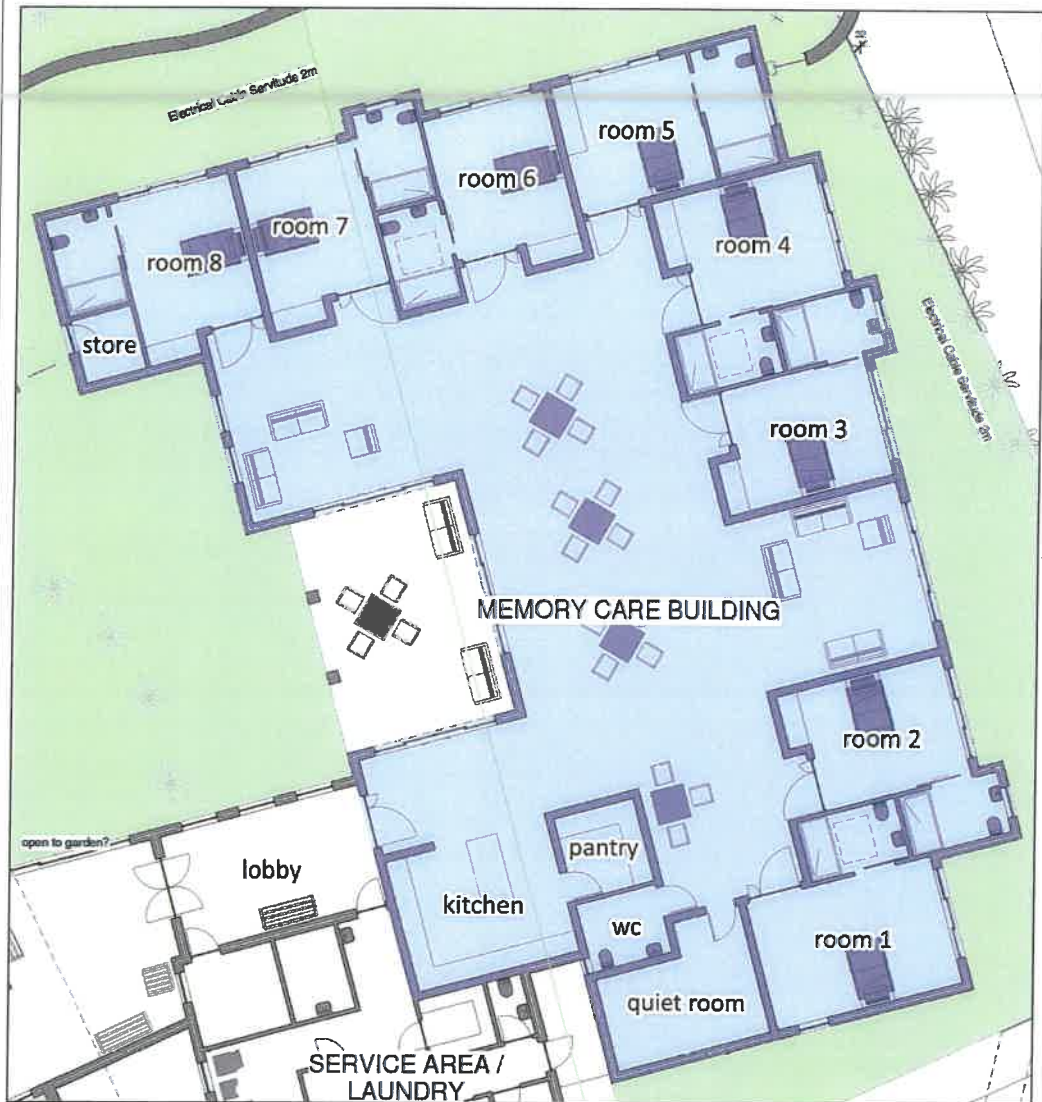 Electrical Cable Servitude 2m
room 5
room 6
room 7
room 4
room 8
store
Electrical Cable Servitude 2m
room 3
MEMORY CARE BUILDING
room 2
open to garden?
pantry
lobby
kitchen
wc
room 1
quiet room
SERVICE AREA /
LAUNDRY